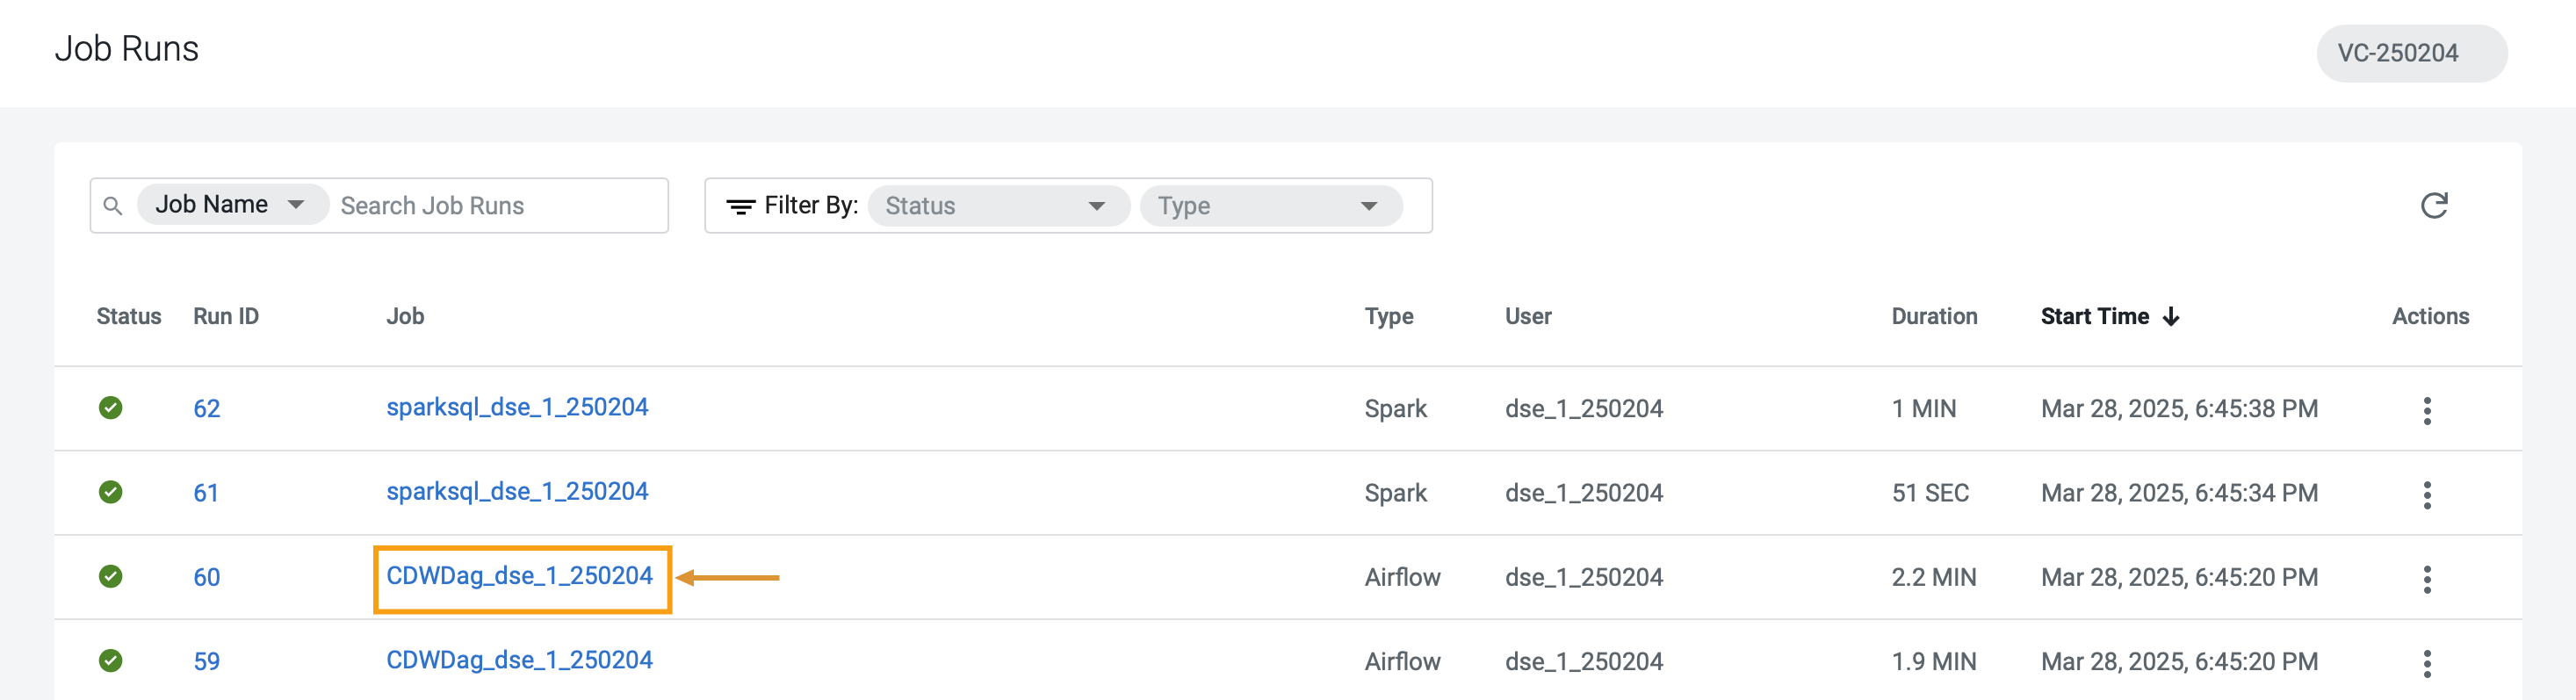 Job Runs
VC-250204
Job Name Search Job Runs Filter By: Status Type
Status Run ID Job Type User Duration Start Time Actions
62 sparksql_dse_1_250204 Spark dse_1_250204 1 MIN Mar 28, 2025, 6:45:38 PM
61 sparksql_dse_1_250204 Spark dse_1_250204 51 SEC Mar 28, 2025, 6:45:34 PM
60 CDWDag_dse_1_250204 Airflow dse_1_250204 2.2 MIN Mar 28, 2025, 6:45:20 PM
59 CDWDag_dse_1_250204 Airflow dse_1_250204 1.9 MIN Mar 28, 2025, 6:45:20 PM